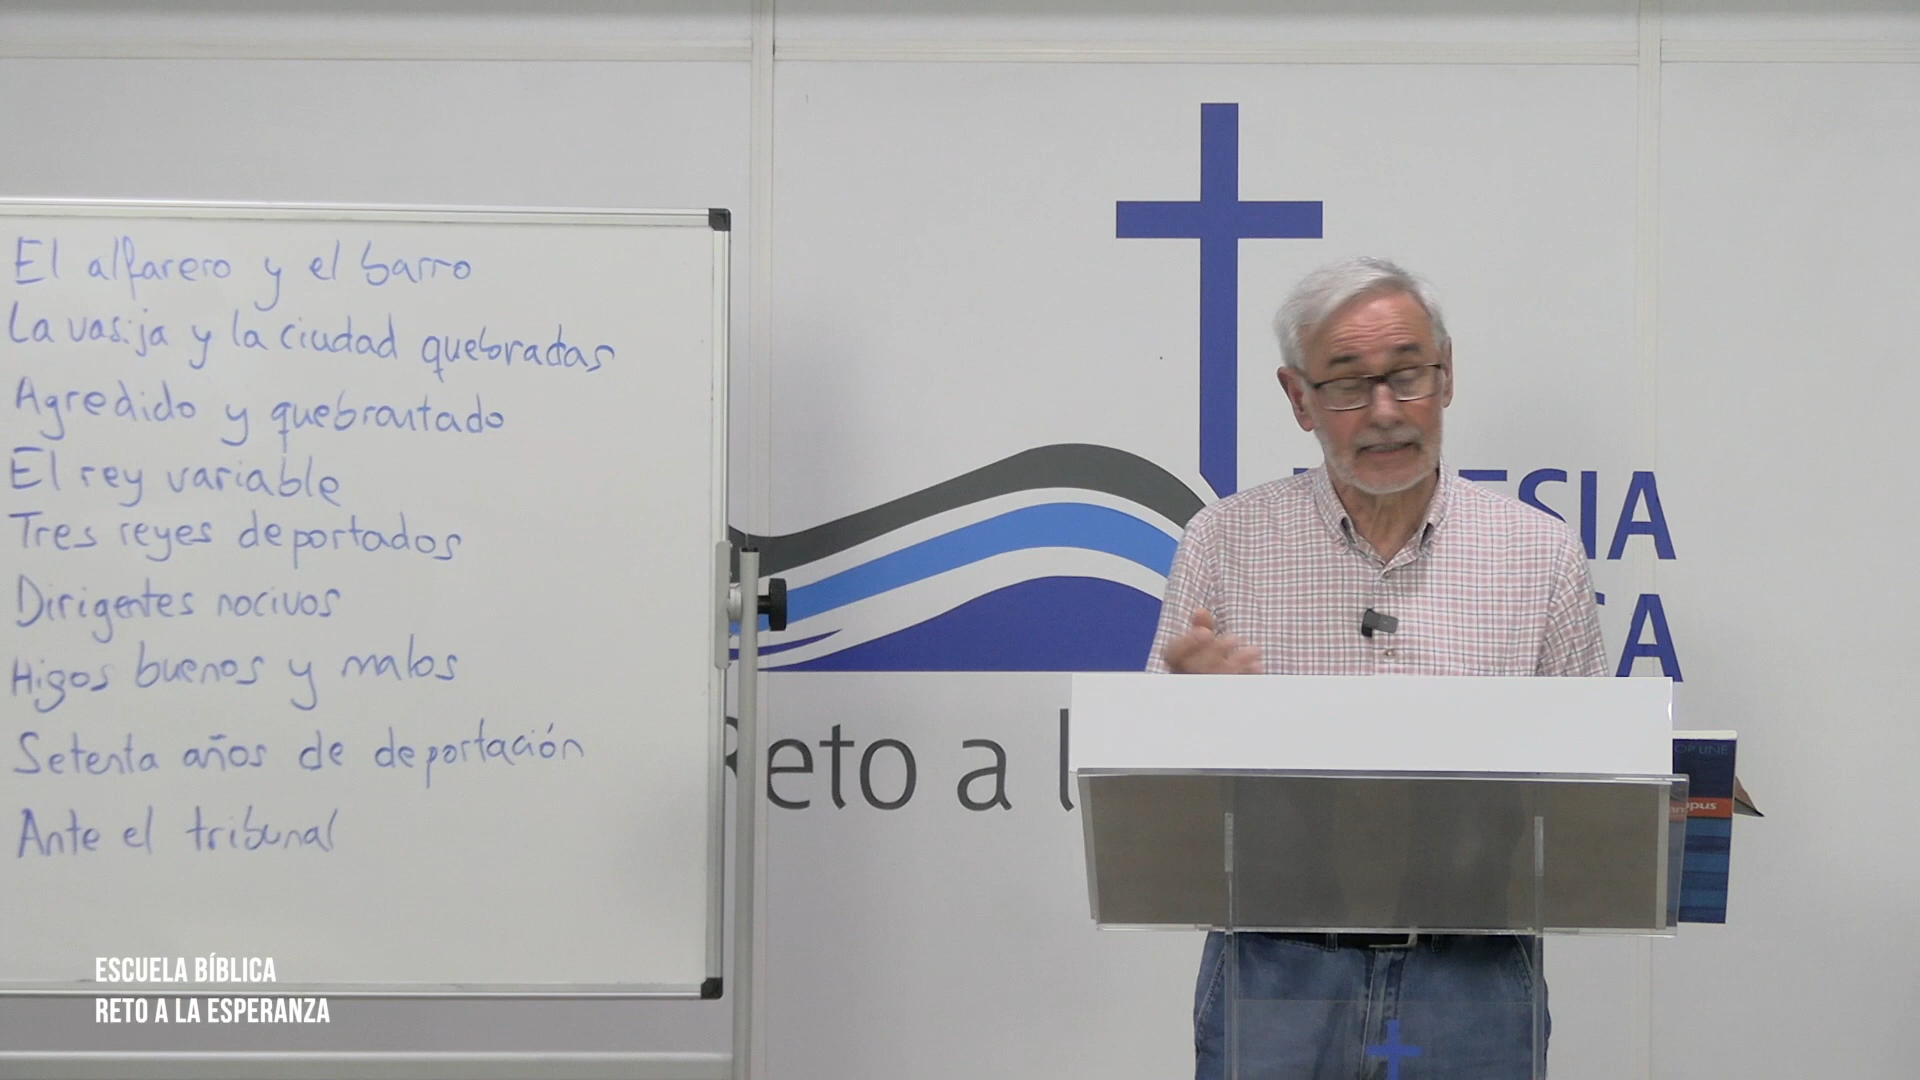 El alfarero y el barro
La vasija y la ciudad quebradas
Agredido y quebrantado
El rey variable
Tres reyes deportados
Dirigentes nocivos
Higos buenos y malos
Setenta años de deportación
Ante el tribunal
ESCUELA BÍBLICA
RETO A LA ESPERANZA
Reto a l